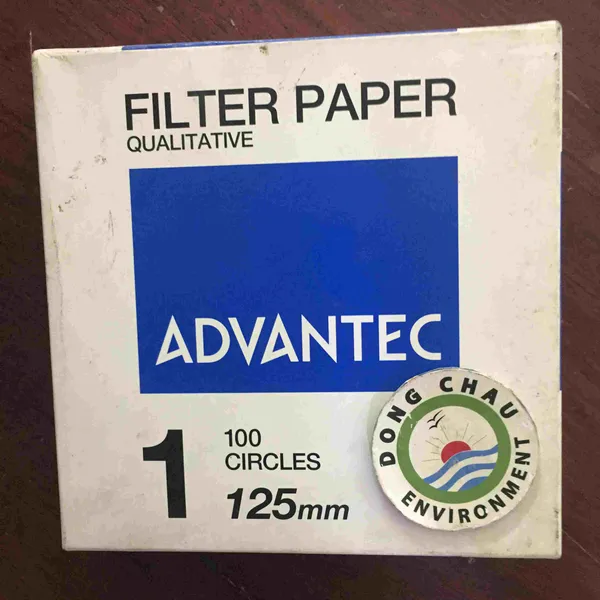 FILTER PAPER
QUALITATIVE
ADVANTEC
1
100
CIRCLES
125mm
DONG CHAU
ENVIRONMENT